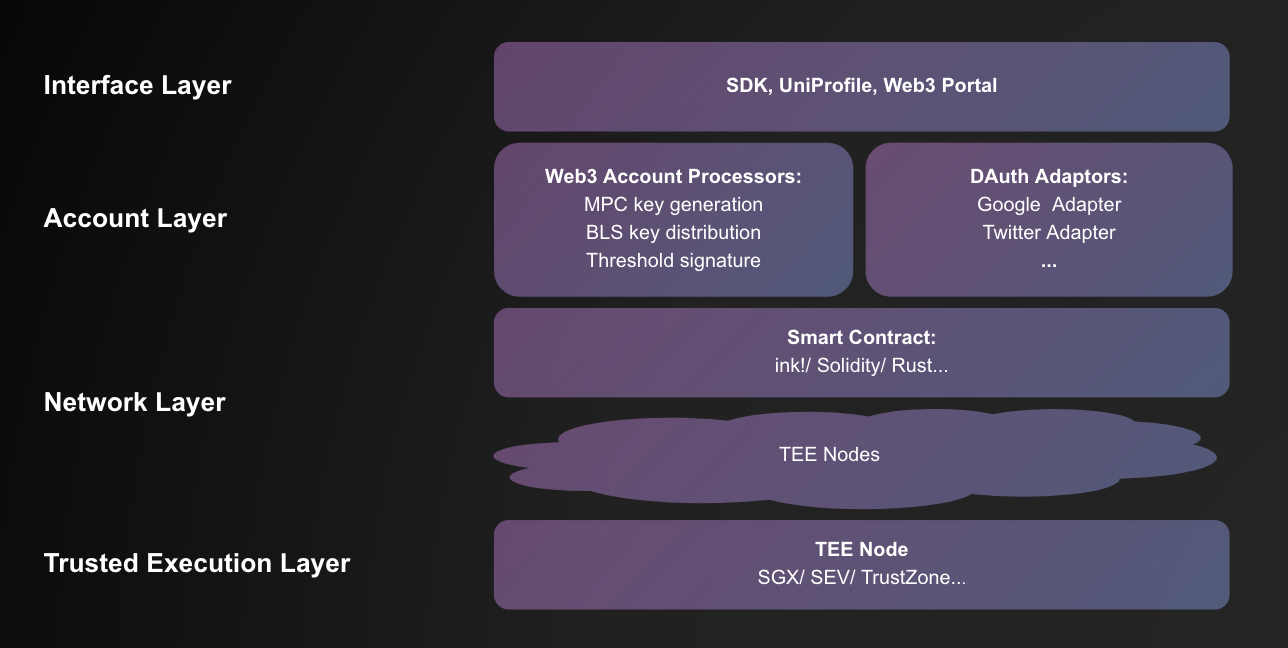 Interface Layer
SDK, UniProfile, Web3 Portal
Account Layer
Web3 Account Processors:
MPC key generation
BLS key distribution
Threshold signature
DAuth Adaptors:
Google  Adapter
Twitter Adapter
...
Network Layer
Smart Contract:
ink!/ Solidity/ Rust...
TEE Nodes
Trusted Execution Layer
TEE Node
SGX/ SEV/ TrustZone...